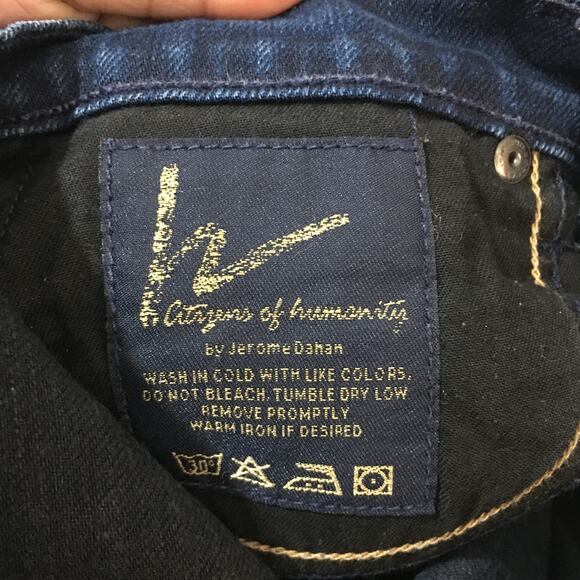 h
Citizens of humanity
by Jerome Dahan
WASH IN COLD WITH LIKE COLORS.
DO NOT BLEACH. TUMBLE DRY LOW
REMOVE PROMPTLY
WARM IRON IF DESIRED
30°